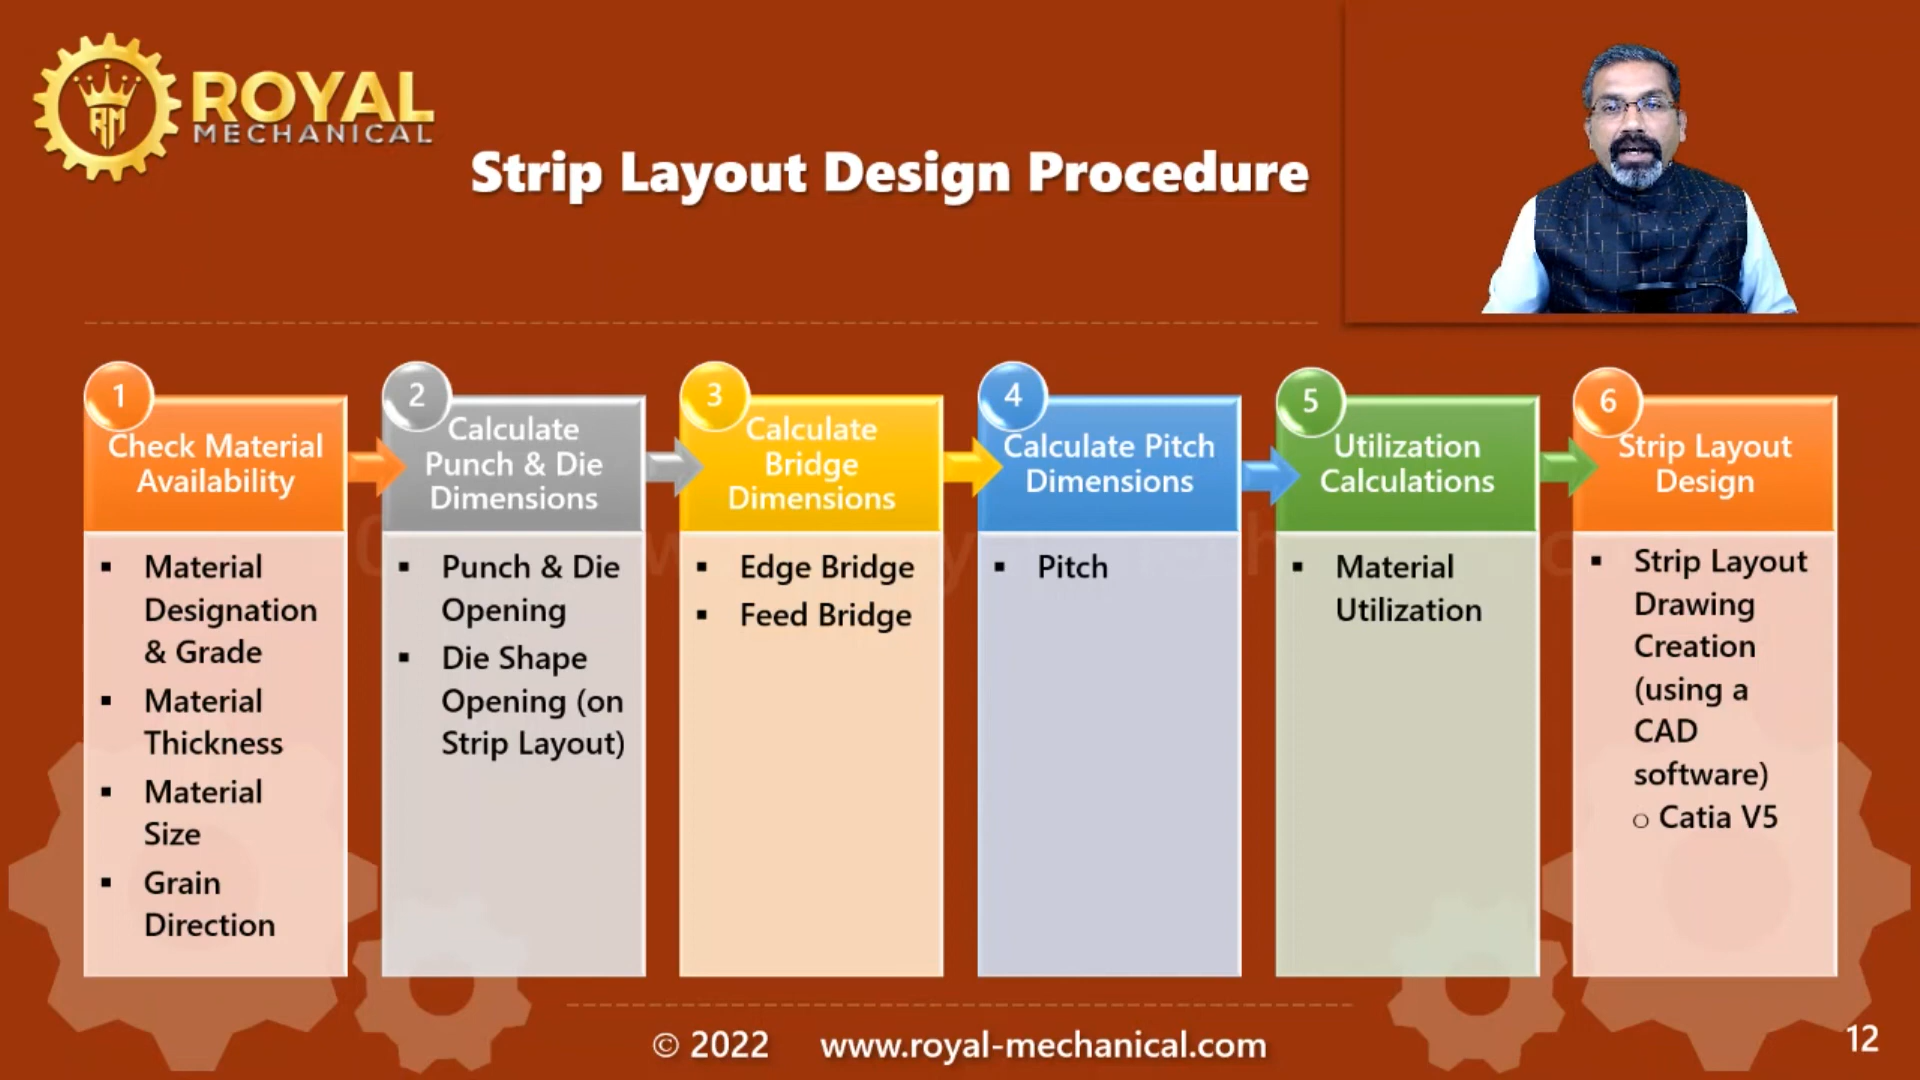 ROYAL
MECHANICAL
RM
Strip Layout Design Procedure
1
Check Material
Availability
▪ Material
Designation
& Grade
▪ Material
Thickness
▪ Material
Size
▪ Grain
Direction
2
Calculate
Punch & Die
Dimensions
▪ Punch & Die
Opening
▪ Die Shape
Opening (on
Strip Layout)
3
Calculate
Bridge
Dimensions
▪ Edge Bridge
▪ Feed Bridge
4
Calculate Pitch
Dimensions
▪ Pitch
5
Utilization
Calculations
▪ Material
Utilization
6
Strip Layout
Design
▪ Strip Layout
Drawing
Creation
(using a
CAD
software)
o Catia V5
© 2022 www.royal-mechanical.com
12